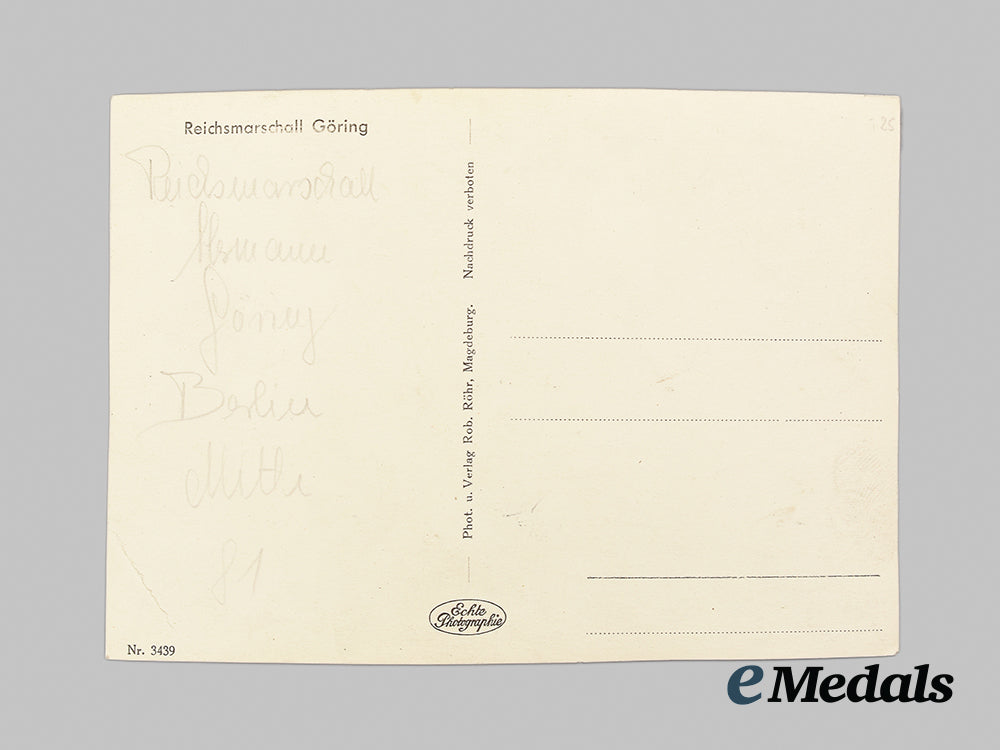 Reichsmarschall Göring
Reichsmarschall
Hermann
Göring
Berlin
Mitte
81
Nr. 3439
Phot. u. Verlag Rob. Röhr, Magdeburg. Nachdruck verboten
Echte
Photographie
25
eMedals